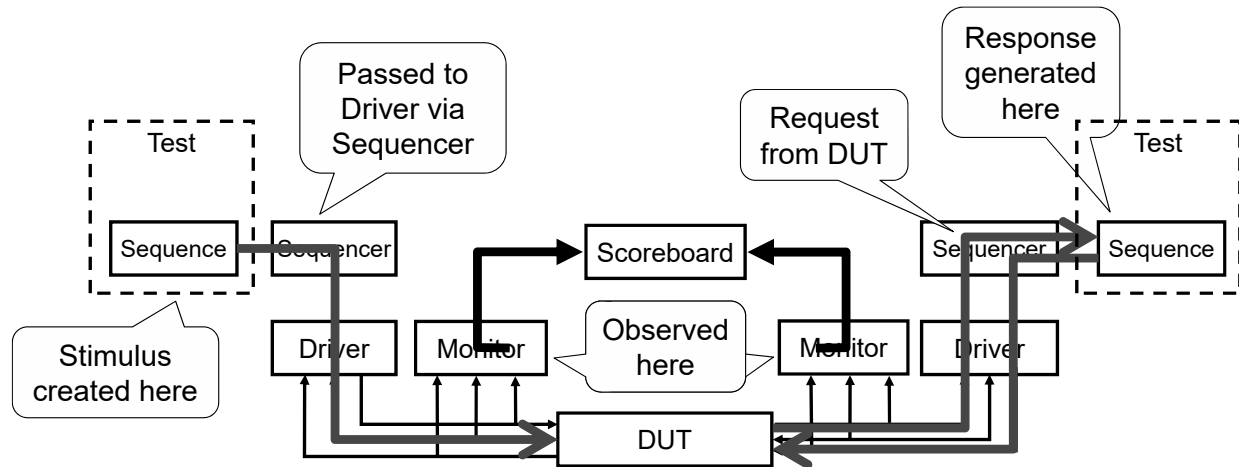 Passed to
Driver via
Sequencer
Response
generated
here
Request
from DUT
Test
Test
Sequence
Sequencer
Scoreboard
Sequencer
Sequence
Stimulus
created here
Driver
Monitor
Observed
here
Monitor
Driver
DUT